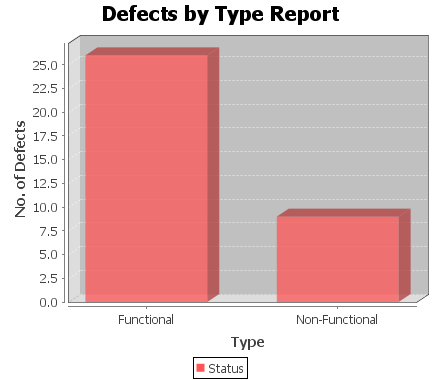 Defects by Type Report
No. of Defects
25.0
22.5
20.0
17.5
15.0
12.5
10.0
7.5
5.0
2.5
0.0
Functional Non-Functional
Type
Status